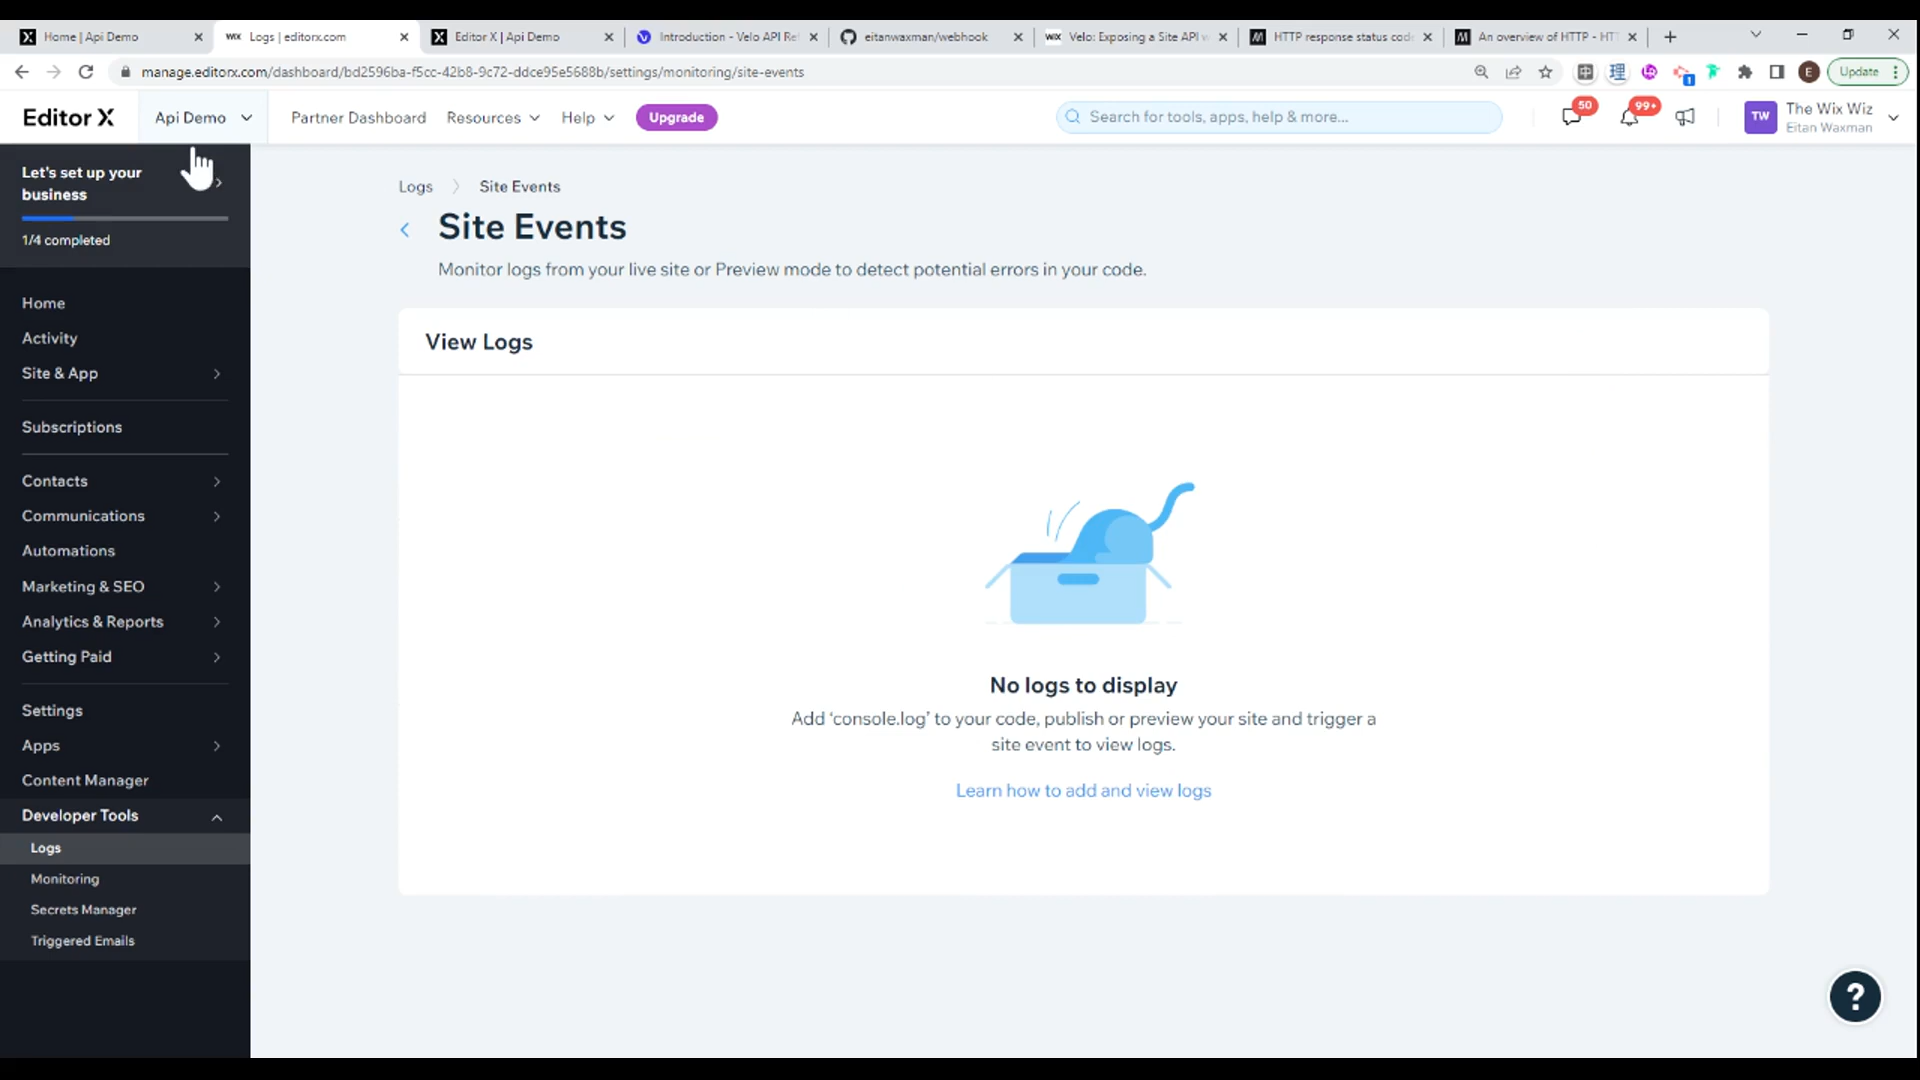 Home | Api Demo
WIX Logs | editorx.com
Editor X | Api Demo
Introduction - Velo API Re
eitanwaxman/webhook
WIX Velo: Exposing a Site API w
HTTP response status code
An overview of HTTP - HT
manage.editorx.com/dashboard/bd2596ba-f5cc-42b8-9c72-ddce95e5688b/settings/monitoring/site-events
1
E
Update
Editor X
Api Demo
Partner Dashboard
Resources
Help
Upgrade
Search for tools, apps, help & more...
50
99+
TW
The Wix Wiz
Eitan Waxman
Let's set up your
business
1/4 completed
Home
Activity
Site & App
Subscriptions
Contacts
Communications
Automations
Marketing & SEO
Analytics & Reports
Getting Paid
Settings
Apps
Content Manager
Developer Tools
Logs
Monitoring
Secrets Manager
Triggered Emails
Logs
Site Events
Site Events
Monitor logs from your live site or Preview mode to detect potential errors in your code.
View Logs
No logs to display
Add ‘console.log’ to your code, publish or preview your site and trigger a
site event to view logs.
Learn how to add and view logs
?